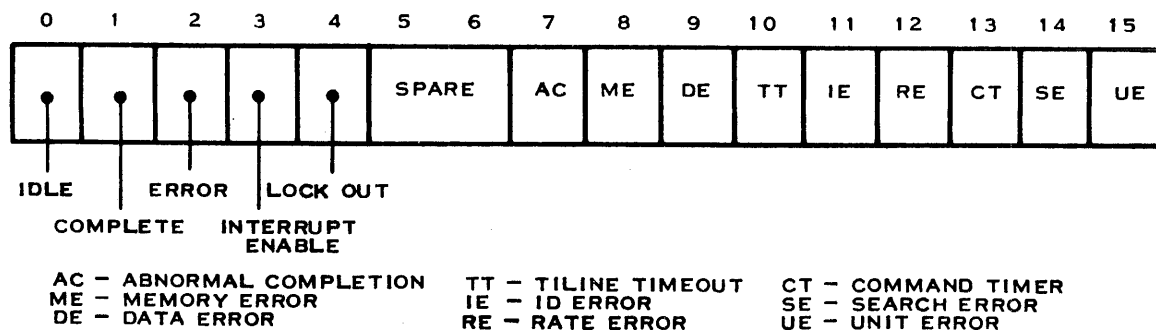 0 1 2 3 4 5 6 7 8 9 10 11 12 13 14 15
SPARE AC ME DE TT IE RE CT SE UE
IDLE ERROR LOCK OUT
COMPLETE INTERRUPT
ENABLE
AC – ABNORMAL COMPLETION TT – TILINE TIMEOUT CT – COMMAND TIMER
ME – MEMORY ERROR IE – ID ERROR SE – SEARCH ERROR
DE – DATA ERROR RE – RATE ERROR UE – UNIT ERROR